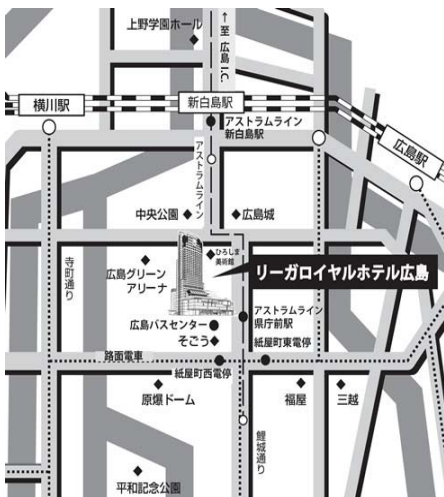 上野学園ホール
←至 広島I.C.
横川駅
新白島駅
広島駅
アストラムライン
新白島駅
アストラムライン
中央公園
広島城
ひろしま
美術館
広島グリーン
アリーナ
リーガロイヤルホテル広島
寺町通り
広島バスセンター
そごう
アストラムライン
県庁前駅
路面電車
紙屋町西電停
紙屋町東電停
原爆ドーム
福屋
三越
鯉城通り
平和記念公園